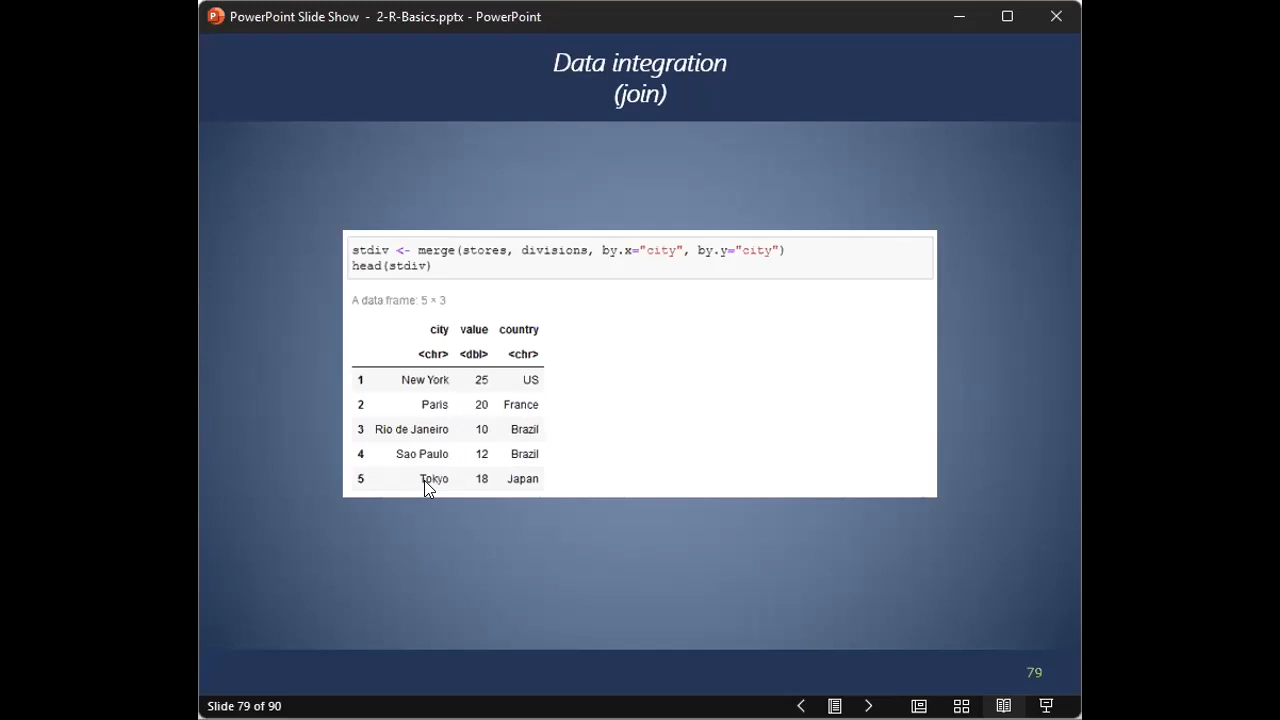 PowerPoint Slide Show - 2-R-Basics.pptx - PowerPoint
Data integration
(join)
stdiv <- merge(stores, divisions, by.x="city", by.y="city")
head(stdiv)
A data frame: 5 × 3
city value country
<chr> <dbl> <chr>
1 New York 25 US
2 Paris 20 France
3 Rio de Janeiro 10 Brazil
4 Sao Paulo 12 Brazil
5 Tokyo 18 Japan
79
Slide 79 of 90